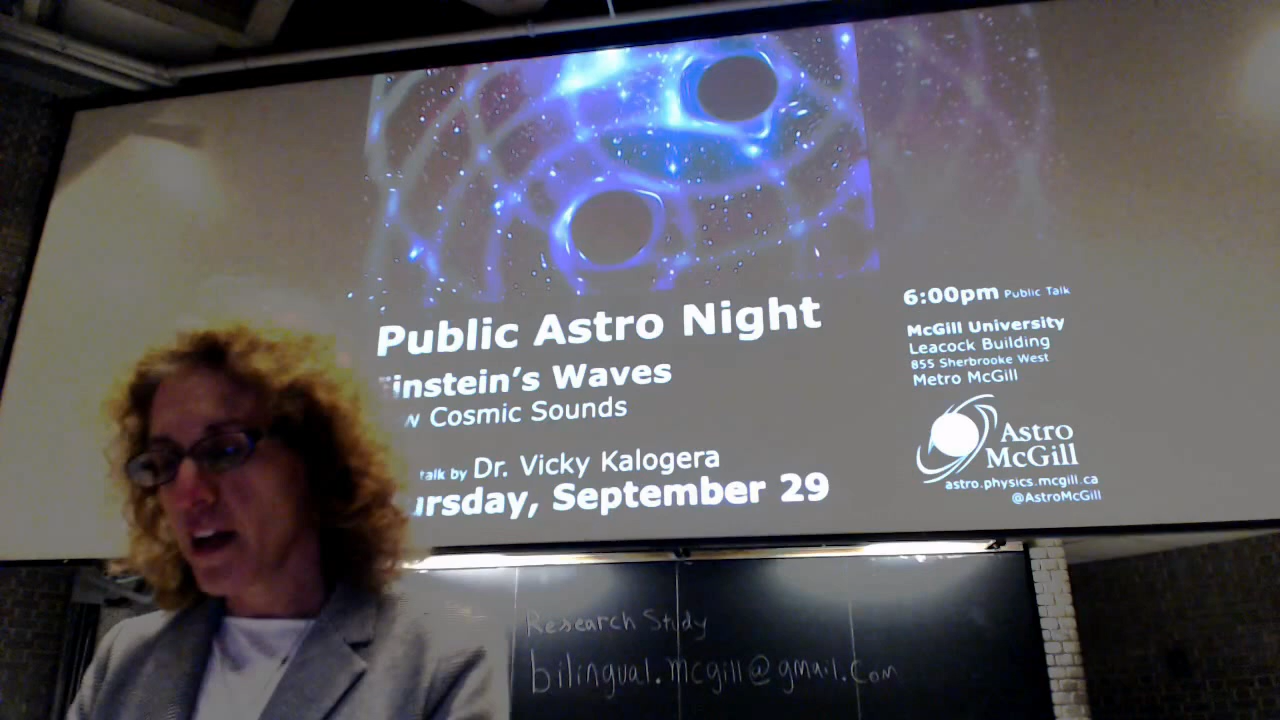 Public Astro Night
instein's Waves
Cosmic Sounds
talk by Dr. Vicky Kalogera
ursday, September 29
6:00pm Public Talk
McGill University
Leacock Building
855 Sherbrooke West
Metro McGill
Astro
McGill
astro.physics.mcgill.ca
@AstroMcGill
Research Study
bilingual.mcgill@gmail.com